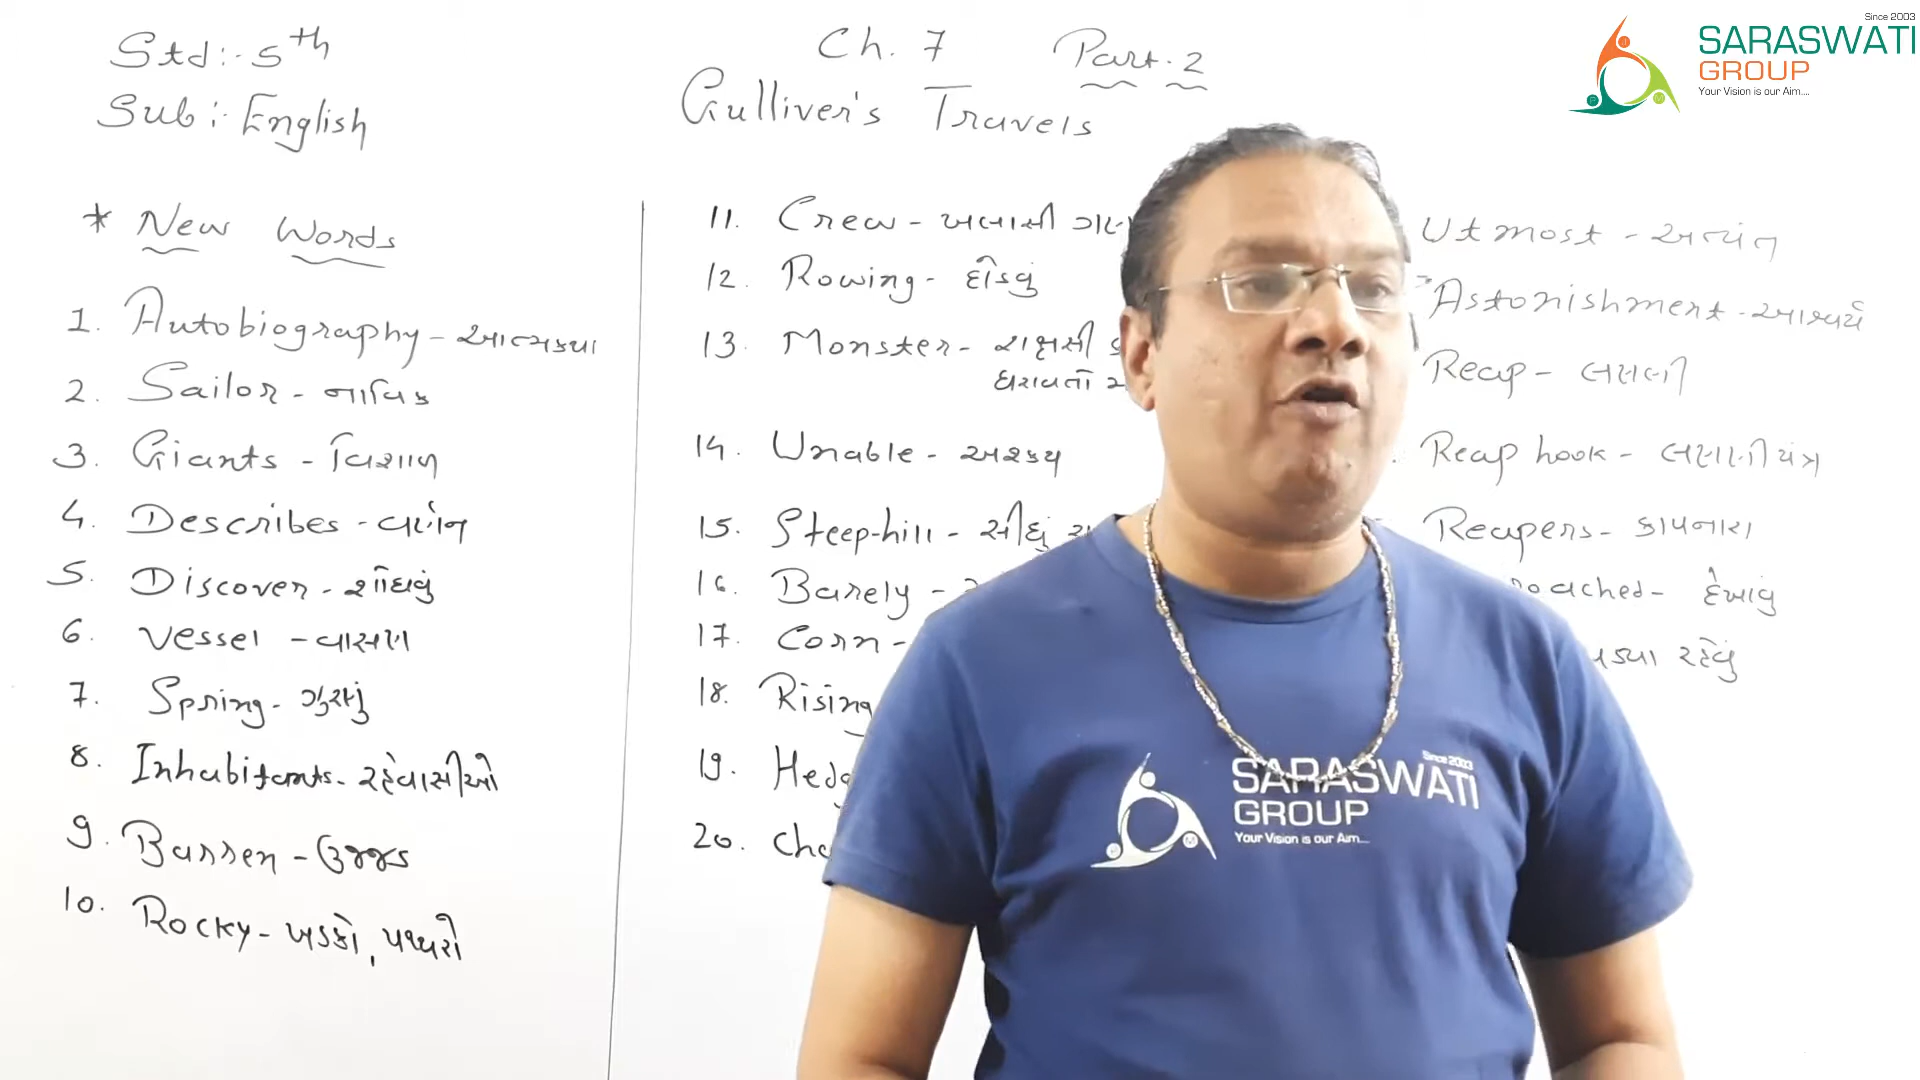 Std:- 5th
Sub:- English
Ch. 7 Part-2
Gulliver's Travels
Since 2003
SARASWATI
GROUP
Your Vision is our Aim....
* New Words
1. Autobiography - આત્મકથા
2. Sailor - નાવિક
3. Giants - વિશાળ
4. Describes - વર્ણન
5. Discover - શોધવું
6. Vessel - વાસણ
7. Spring - ઝરણું
8. Inhabitants - રહેવાસીઓ
9. Barren - ઉજ્જડ
10. Rocky - ખડકો, પથ્થરો
11. Crew - ખલાસી
12. Rowing - હોડવું
13. Monster - રાક્ષસી
ધરાવતો
14. Unable - અશક્ય
15. Steep-hill - સીધું
16. Barely -
17. Corn -
18. Rising
19.
20.
Utmost - અત્યંત
Astonishment - આશ્ચર્ય
Reap - લણણી
Reap hook - લણણી યંત્ર
Reapers - કાપનારા
દેખાવું
રહેવું
Since 2003
SARASWATI
GROUP
Your Vision is our Aim....